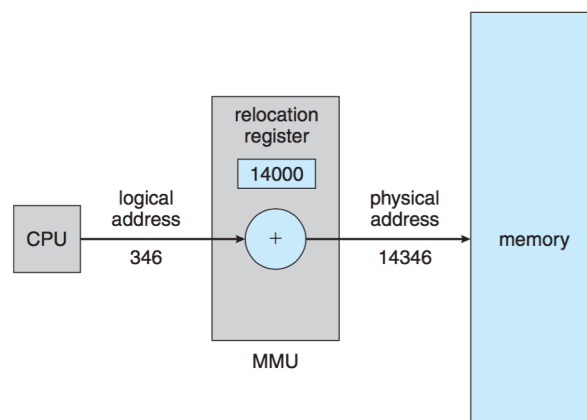 relocation
register
14000
logical
address
physical
address
CPU
+
memory
346
14346
MMU